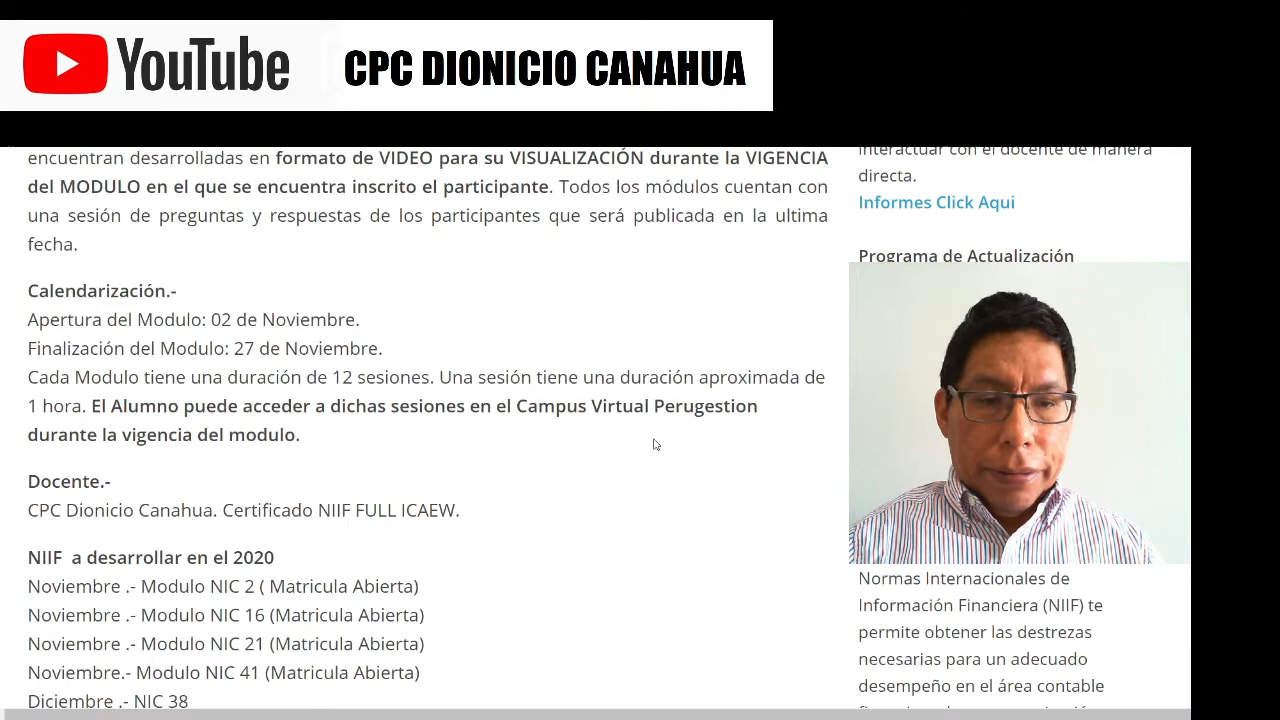 YouTube CPC DIONICIO CANAHUA
encuentran desarrolladas en formato de VIDEO para su VISUALIZACIÓN durante la VIGENCIA
del MODULO en el que se encuentra inscrito el participante. Todos los módulos cuentan con
una sesión de preguntas y respuestas de los participantes que será publicada en la ultima
fecha.
Calendarización.-
Apertura del Modulo: 02 de Noviembre.
Finalización del Modulo: 27 de Noviembre.
Cada Modulo tiene una duración de 12 sesiones. Una sesión tiene una duración aproximada de
1 hora. El Alumno puede acceder a dichas sesiones en el Campus Virtual Perugestion
durante la vigencia del modulo.
Docente.-
CPC Dionicio Canahua. Certificado NIIF FULL ICAEW.
NIIF a desarrollar en el 2020
Noviembre .- Modulo NIC 2 ( Matricula Abierta)
Noviembre .- Modulo NIC 16 (Matricula Abierta)
Noviembre .- Modulo NIC 21 (Matricula Abierta)
Noviembre.- Modulo NIC 41 (Matricula Abierta)
Diciembre .- NIC 38
interactuar con el docente de manera
directa.
Informes Click Aqui
Programa de Actualización
Normas Internacionales de
Información Financiera (NIIF) te
permite obtener las destrezas
necesarias para un adecuado
desempeño en el área contable